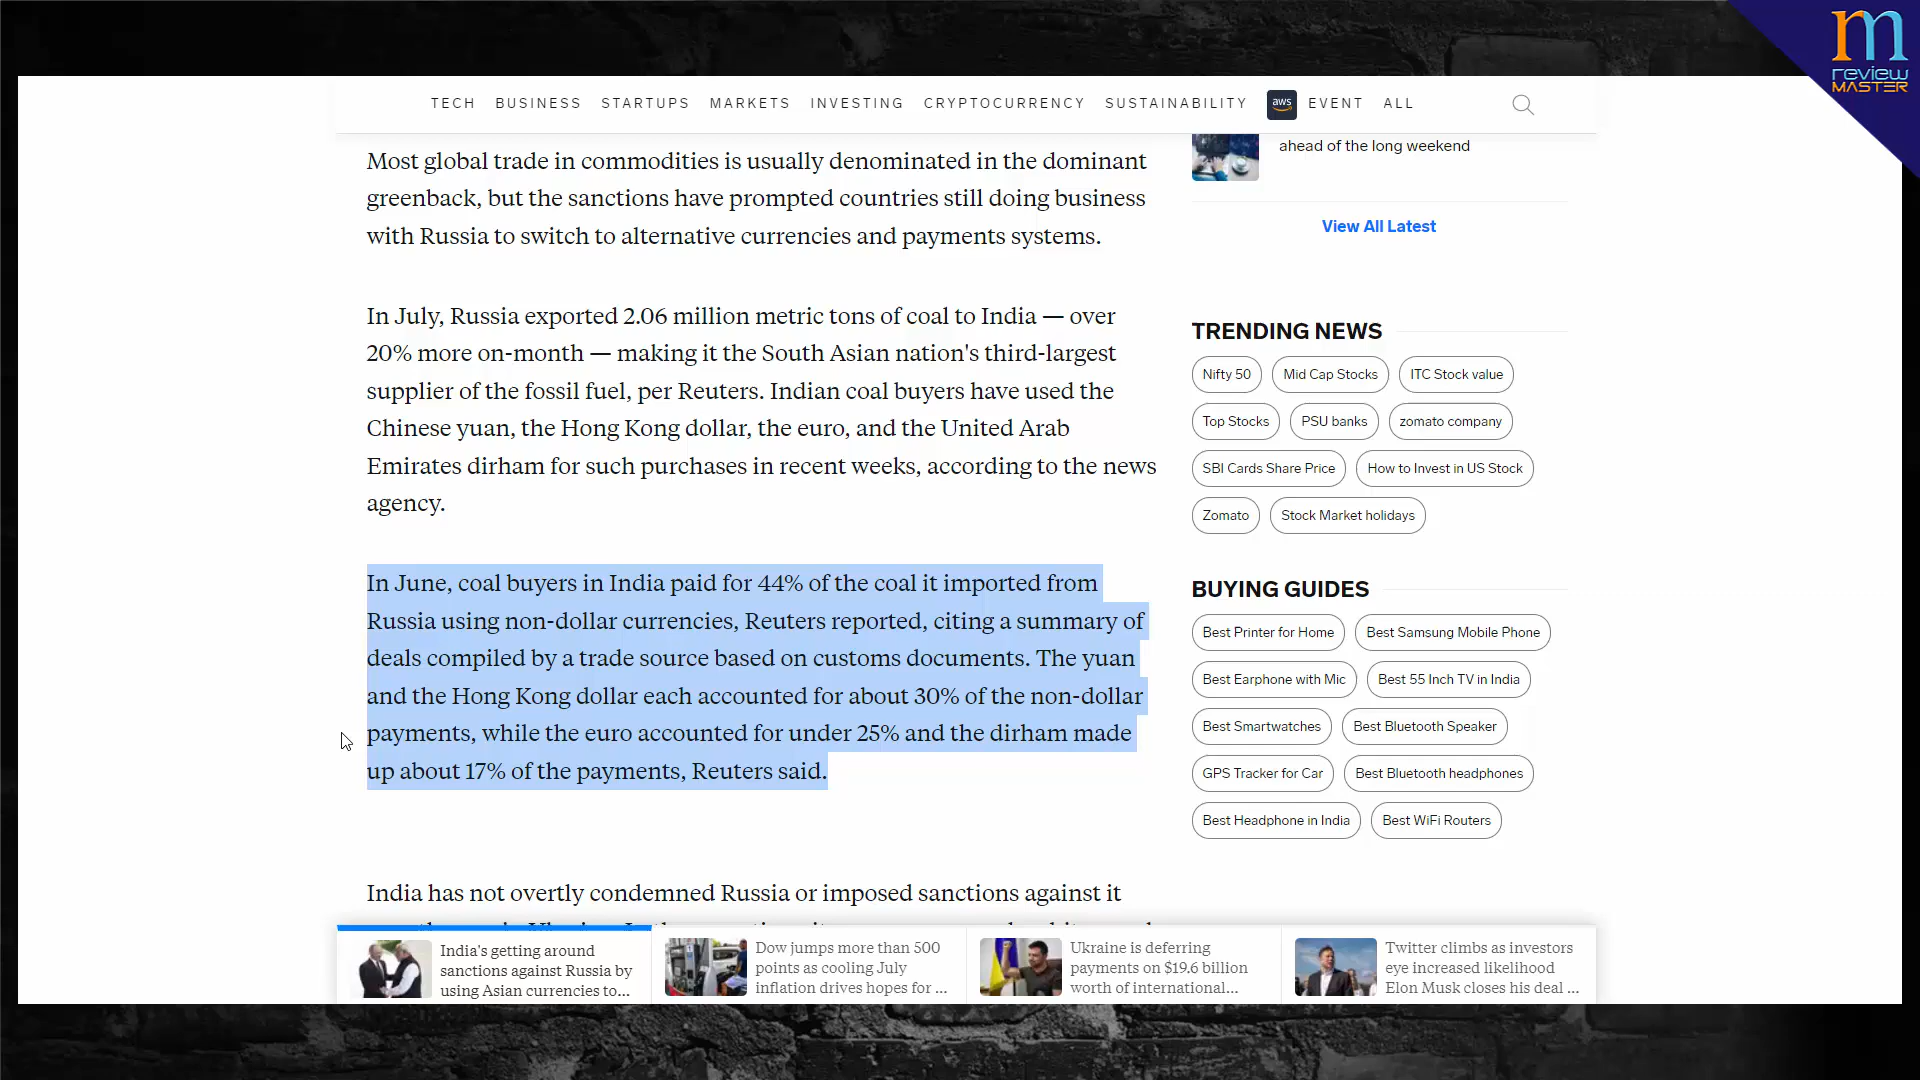 m
review
MASTER
TECH BUSINESS STARTUPS MARKETS INVESTING CRYPTOCURRENCY SUSTAINABILITY aws EVENT ALL
Most global trade in commodities is usually denominated in the dominant
greenback, but the sanctions have prompted countries still doing business
with Russia to switch to alternative currencies and payments systems.
In July, Russia exported 2.06 million metric tons of coal to India — over
20% more on-month — making it the South Asian nation's third-largest
supplier of the fossil fuel, per Reuters. Indian coal buyers have used the
Chinese yuan, the Hong Kong dollar, the euro, and the United Arab
Emirates dirham for such purchases in recent weeks, according to the news
agency.
In June, coal buyers in India paid for 44% of the coal it imported from
Russia using non-dollar currencies, Reuters reported, citing a summary of
deals compiled by a trade source based on customs documents. The yuan
and the Hong Kong dollar each accounted for about 30% of the non-dollar
payments, while the euro accounted for under 25% and the dirham made
up about 17% of the payments, Reuters said.
India has not overtly condemned Russia or imposed sanctions against it
ahead of the long weekend
View All Latest
TRENDING NEWS
Nifty 50 Mid Cap Stocks ITC Stock value
Top Stocks PSU banks zomato company
SBI Cards Share Price How to Invest in US Stock
Zomato Stock Market holidays
BUYING GUIDES
Best Printer for Home Best Samsung Mobile Phone
Best Earphone with Mic Best 55 Inch TV in India
Best Smartwatches Best Bluetooth Speaker
GPS Tracker for Car Best Bluetooth headphones
Best Headphone in India Best WiFi Routers
India's getting around
sanctions against Russia by
using Asian currencies to...
Dow jumps more than 500
points as cooling July
inflation drives hopes for ...
Ukraine is deferring
payments on $19.6 billion
worth of international...
Twitter climbs as investors
eye increased likelihood
Elon Musk closes his deal ...